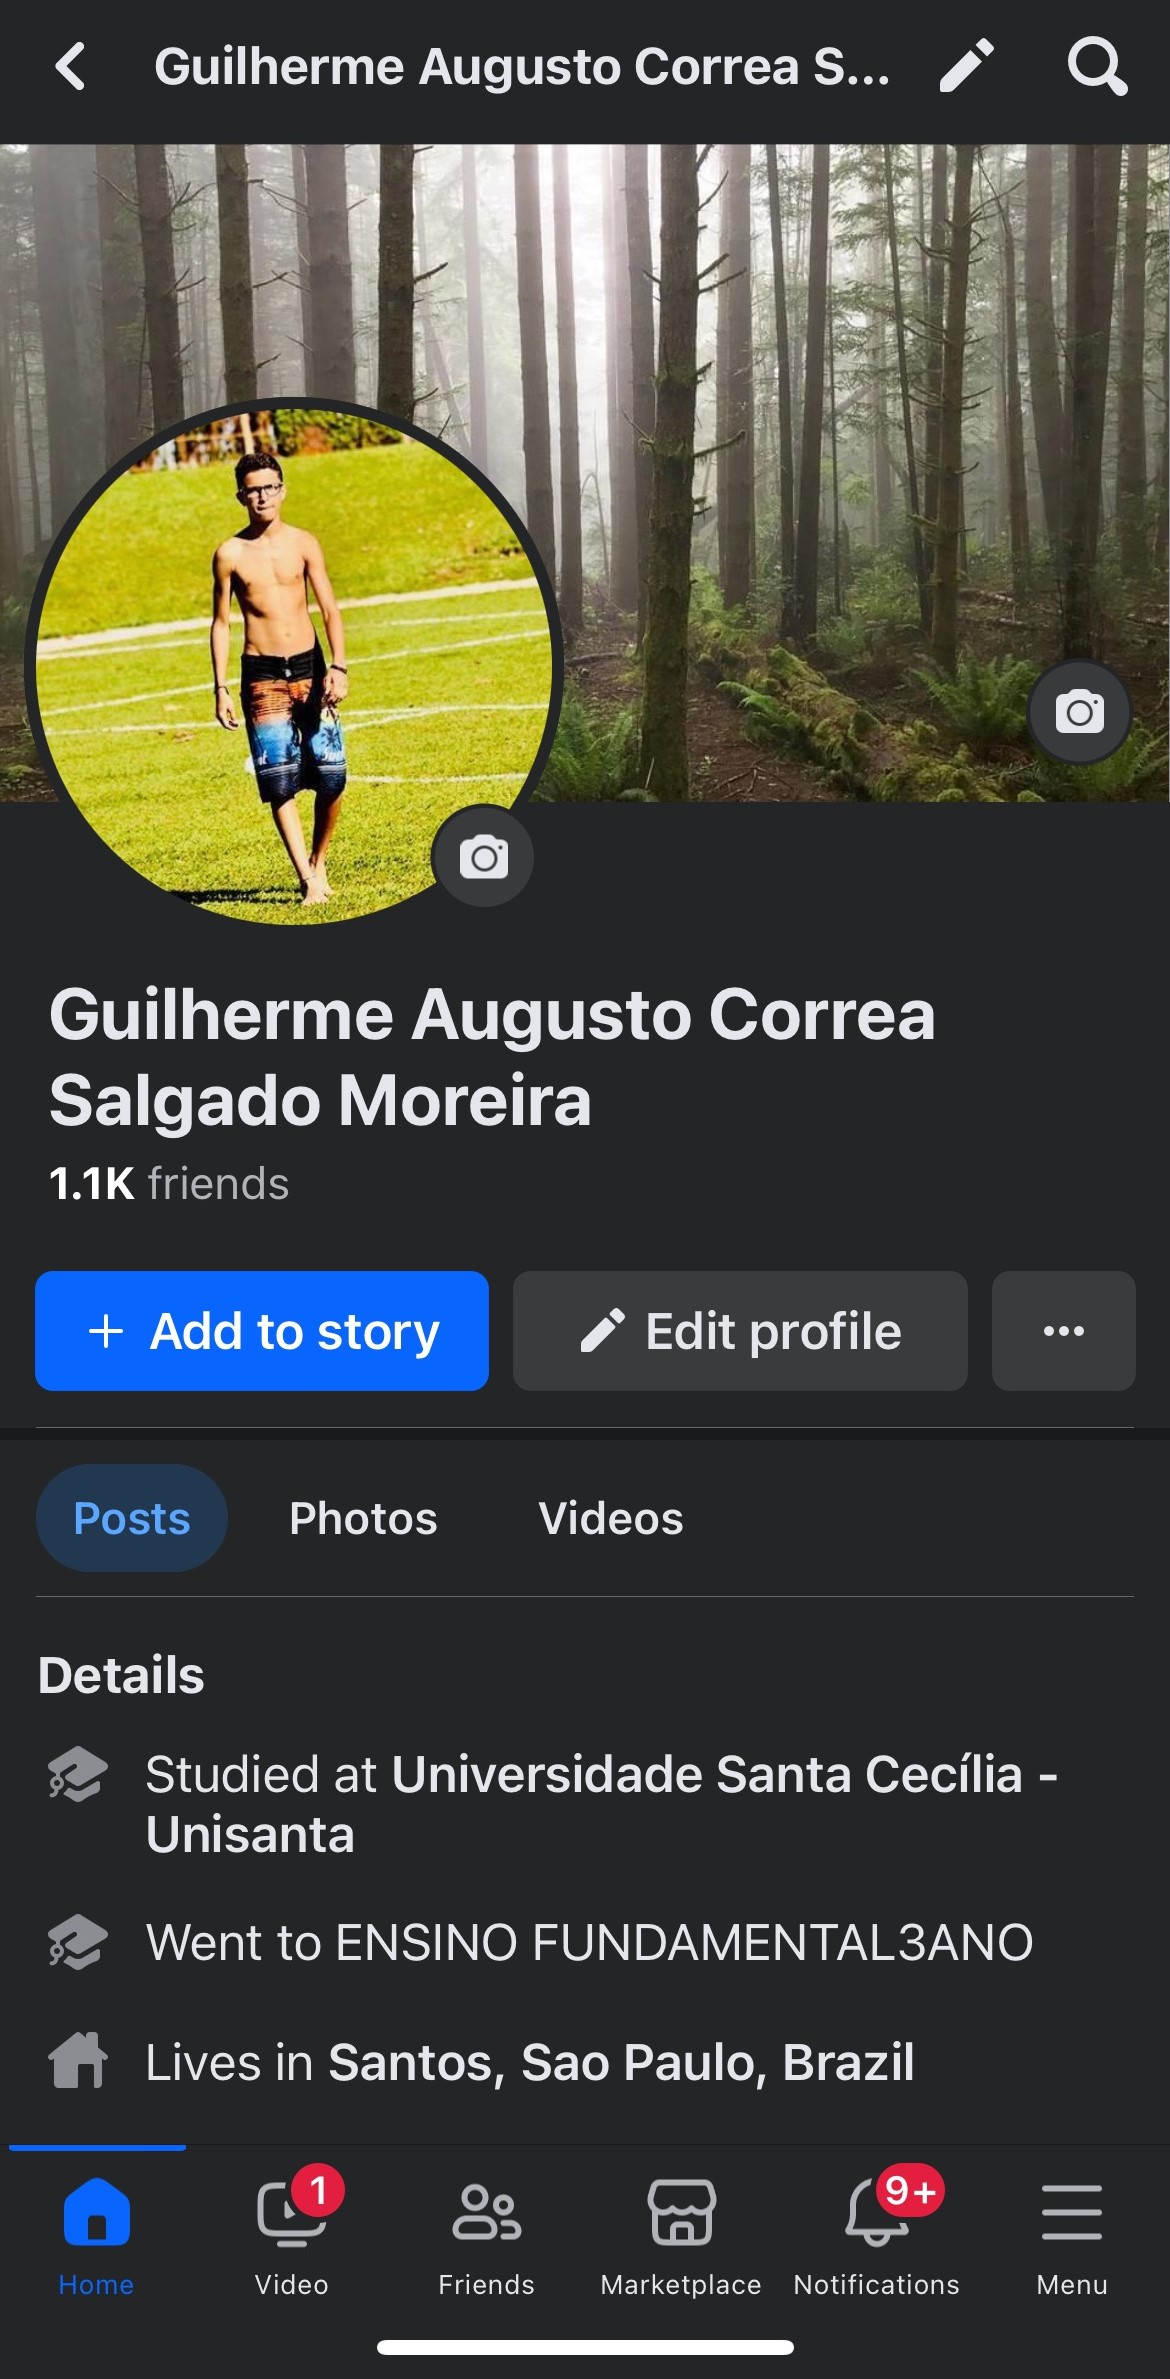 Guilherme Augusto Correa S...
Guilherme Augusto Correa
Salgado Moreira
1.1K friends
+ Add to story
Edit profile
...
Posts
Photos
Videos
Details
Studied at Universidade Santa Cecília -
Unisanta
Went to ENSINO FUNDAMENTAL3ANO
Lives in Santos, Sao Paulo, Brazil
1
9+
Home
Video
Friends
Marketplace
Notifications
Menu